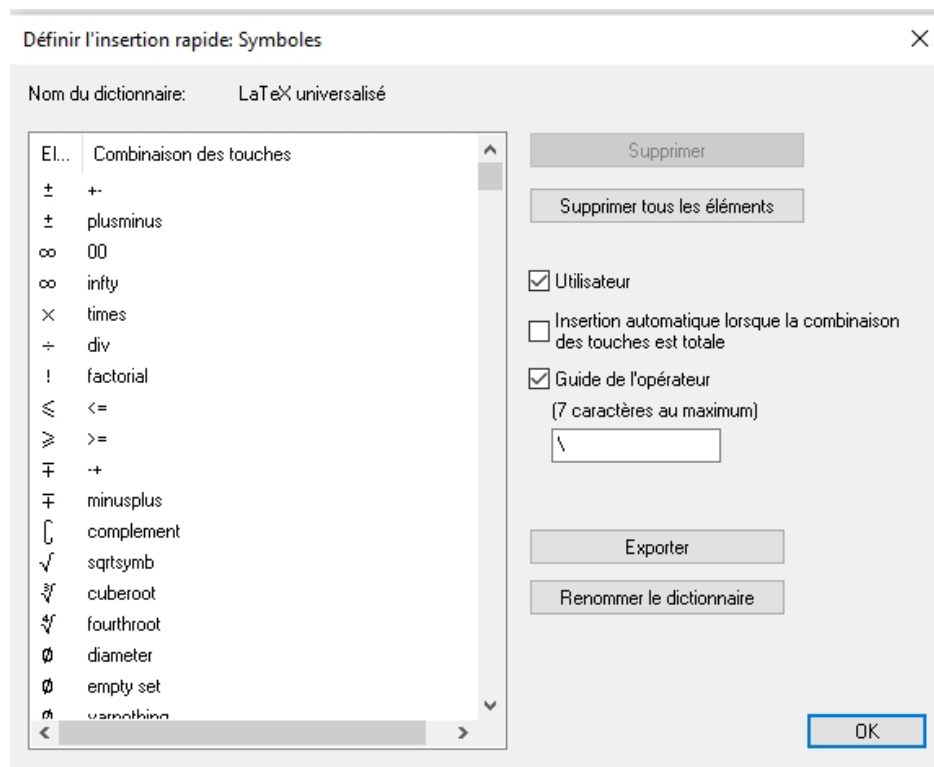 Définir l'insertion rapide: Symboles
Nom du dictionnaire: LaTeX universalisé
El... Combinaison des touches
± +-
± plusminus
∞ 00
∞ infty
× times
÷ div
! factorial
⩽ <=
⩾ >=
∓ -+
∓ minusplus
∁ complement
√ sqrtsymb
∛ cuberoot
∜ fourthroot
ø diameter
ø empty set
ø varnothing
Supprimer
Supprimer tous les éléments
Utilisateur
Insertion automatique lorsque la combinaison
des touches est totale
Guide de l'opérateur
(7 caractères au maximum)
\
Exporter
Renommer le dictionnaire
OK